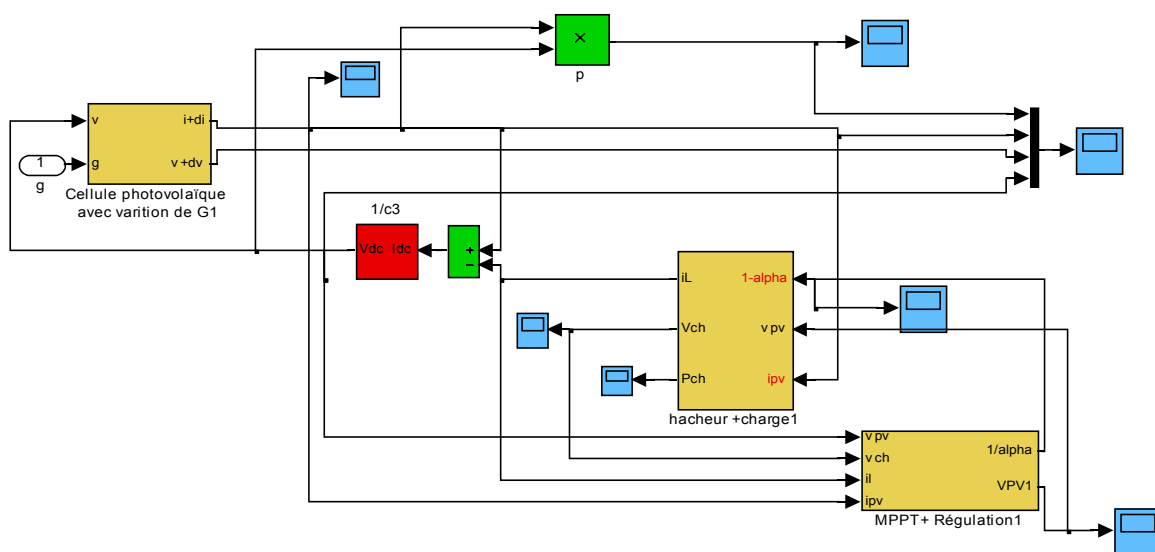 ×
p
v
i+di
1
g
v +dv
g
Cellule photovolaïque
avec varition de G1
1/c3
Vdc Idc
+
−
iL
1-alpha
Vch
v pv
Pch
ipv
hacheur +charge1
v pv
v ch
il
ipv
1/alpha
VPV1
MPPT+ Régulation1